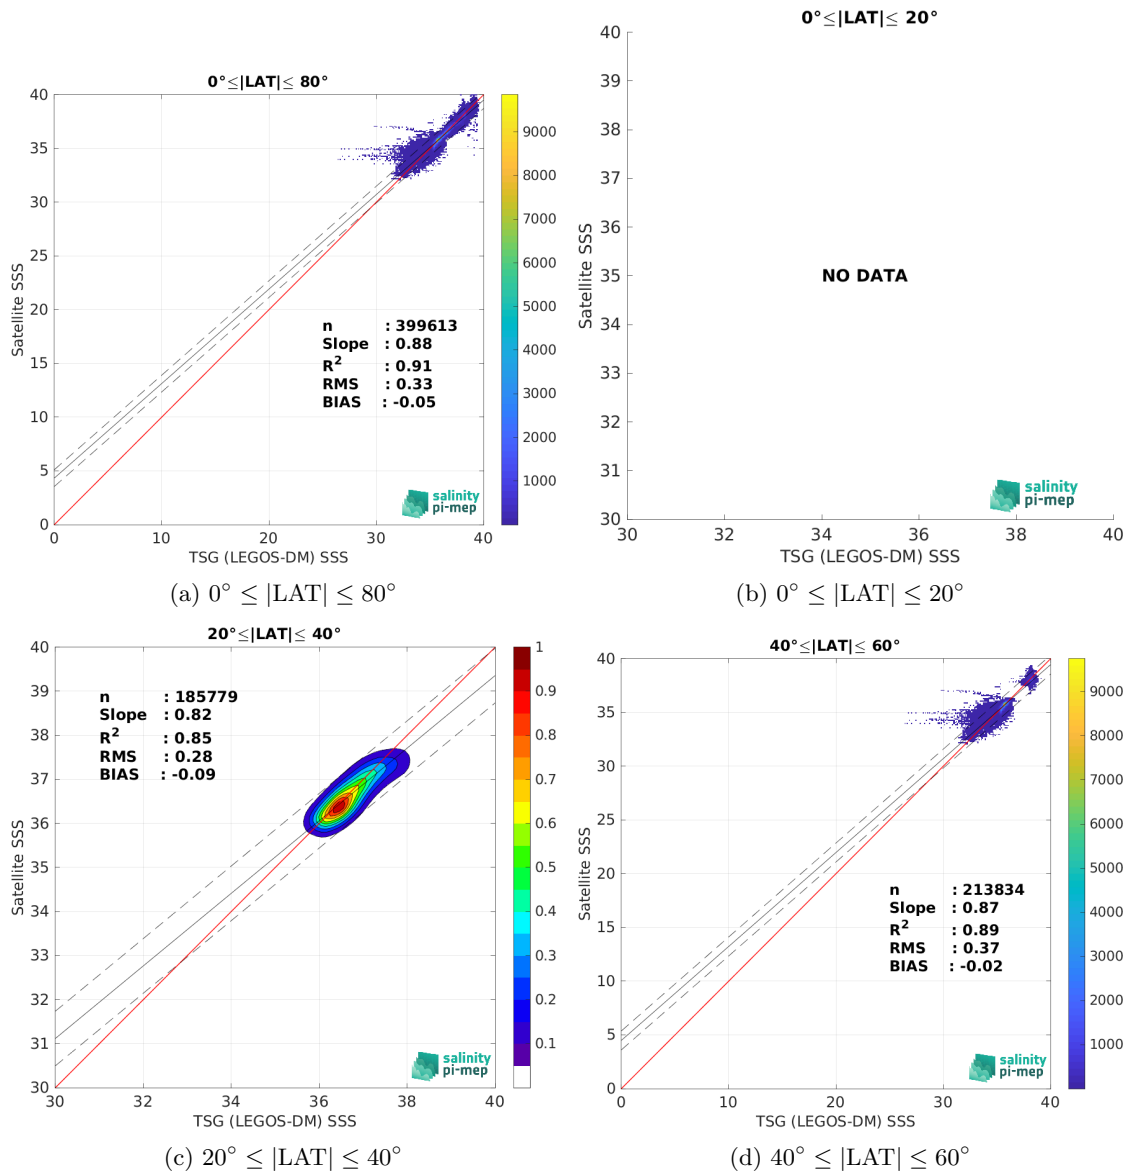 0°≤|LAT|≤ 80°
40
35
30
25
20
15
10
5
0
0
10
20
30
40
Satellite SSS
TSG (LEGOS-DM) SSS
n : 399613
Slope : 0.88
R² : 0.91
RMS : 0.33
BIAS : -0.05
salinity
pi-mep
9000
8000
7000
6000
5000
4000
3000
2000
1000
(a) 0° ≤ |LAT| ≤ 80°
0°≤|LAT|≤ 20°
40
39
38
37
36
35
34
33
32
31
30
30
32
34
36
38
40
Satellite SSS
TSG (LEGOS-DM) SSS
NO DATA
salinity
pi-mep
(b) 0° ≤ |LAT| ≤ 20°
20°≤|LAT|≤ 40°
40
39
38
37
36
35
34
33
32
31
30
30
32
34
36
38
40
Satellite SSS
TSG (LEGOS-DM) SSS
n : 185779
Slope : 0.82
R² : 0.85
RMS : 0.28
BIAS : -0.09
salinity
pi-mep
1
0.9
0.8
0.7
0.6
0.5
0.4
0.3
0.2
0.1
(c) 20° ≤ |LAT| ≤ 40°
40°≤|LAT|≤ 60°
40
35
30
25
20
15
10
5
0
0
10
20
30
40
Satellite SSS
TSG (LEGOS-DM) SSS
n : 213834
Slope : 0.87
R² : 0.89
RMS : 0.37
BIAS : -0.02
salinity
pi-mep
9000
8000
7000
6000
5000
4000
3000
2000
1000
(d) 40° ≤ |LAT| ≤ 60°